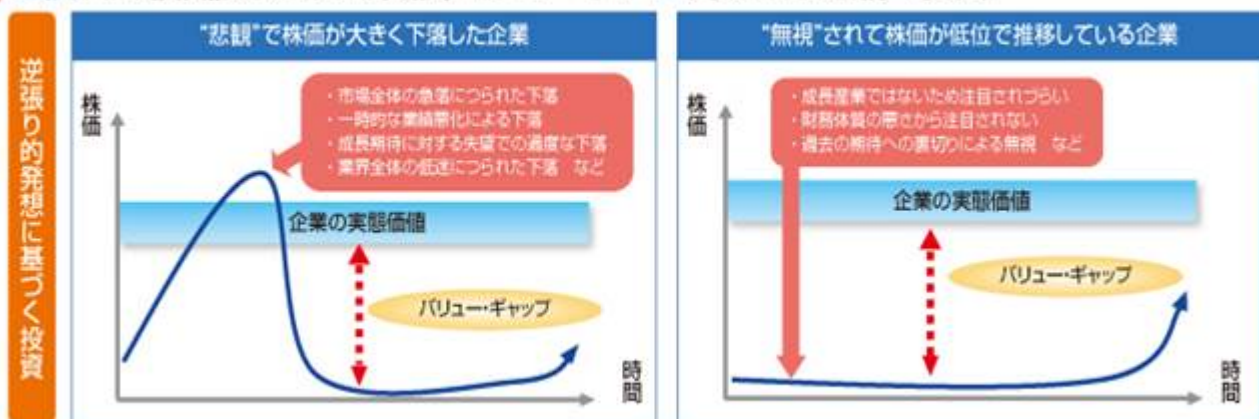 逆張り的発想に基づく投資
“悲観”で株価が大きく下落した企業
株価
・市場全体の急落につられた下落
・一時的な業績悪化による下落
・成長期待に対する失望での過度な下落
・業界全体の低迷につられた下落 など
企業の実態価値
バリュー・ギャップ
時間
“無視”されて株価が低位で推移している企業
株価
・成長産業ではないため注目されづらい
・財務体質の悪さから注目されない
・過去の期待への裏切りによる無視 など
企業の実態価値
バリュー・ギャップ
時間